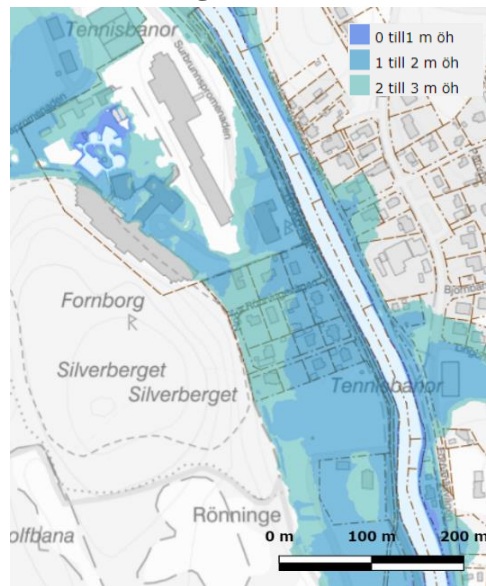 Tennisbanor
0 till1 m öh
1 till 2 m öh
2 till 3 m öh
Surbrunnspromenaden
Fornborg
R
Silverberget
Silverberget
Tennisbanor
Rönninge
olfbana
0 m 100 m 200 m